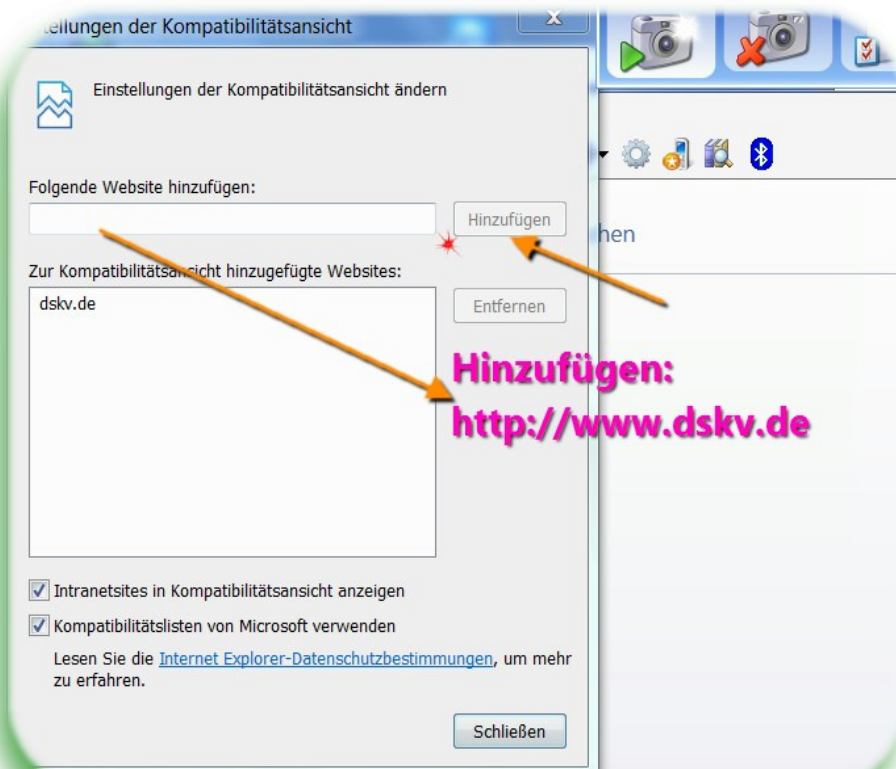 tellungen der Kompatibilitätsansicht
Einstellungen der Kompatibilitätsansicht ändern
Folgende Website hinzufügen:
Hinzufügen
hen
Zur Kompatibilitätsansicht hinzugefügte Websites:
dskv.de
Entfernen
Hinzufügen:
http://www.dskv.de
Intranetsites in Kompatibilitätsansicht anzeigen
Kompatibilitätslisten von Microsoft verwenden
Lesen Sie die Internet Explorer-Datenschutzbestimmungen, um mehr
zu erfahren.
Schließen